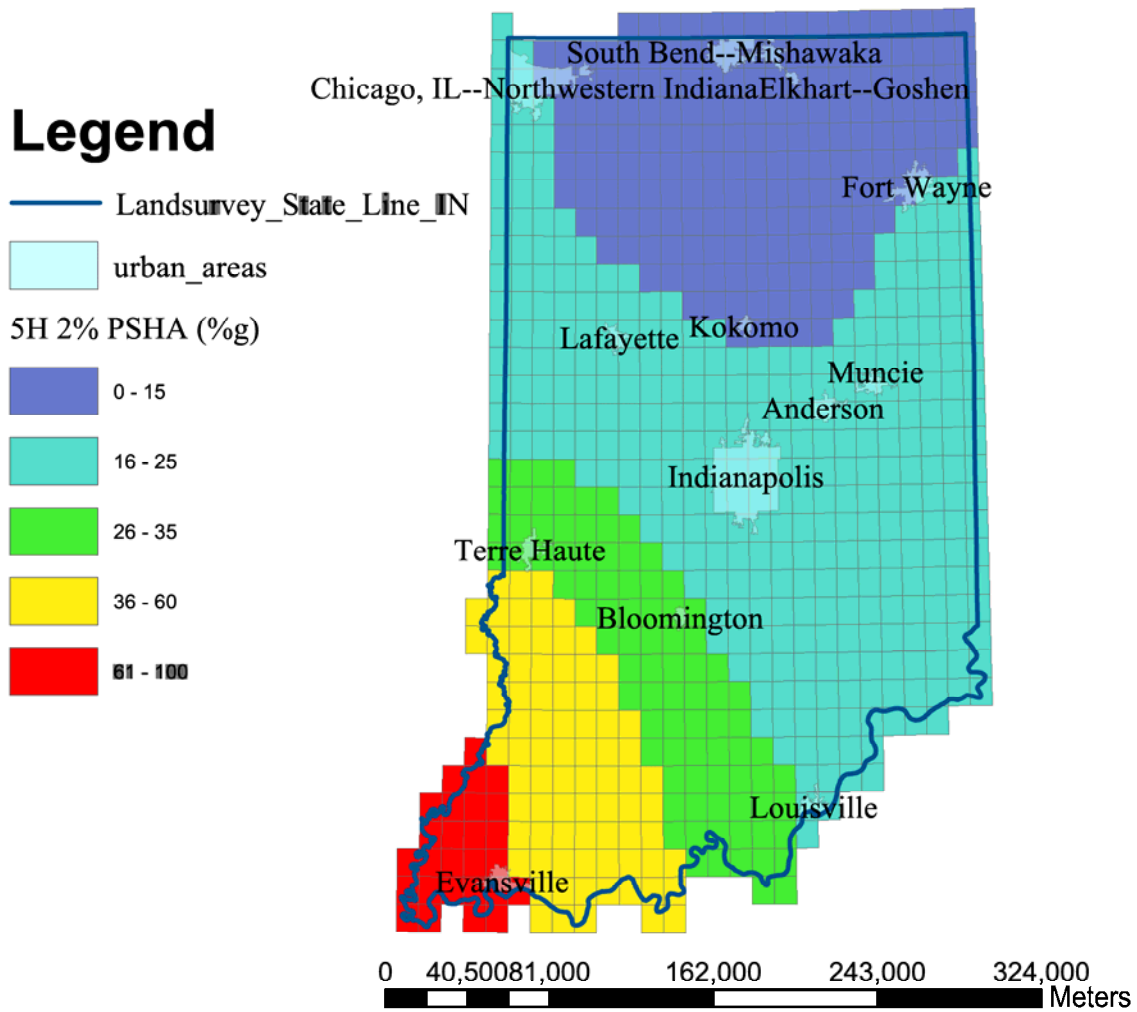 South Bend--Mishawaka
Chicago, IL--Northwestern IndianaElkhart--Goshen
Legend
Fort Wayne
Landsurvey_State_Line_IN
urban_areas
5H 2% PSHA (%g)
Lafayette Kokomo
Muncie
0 - 15
Anderson
16 - 25
Indianapolis
26 - 35
Terre Haute
36 - 60
Bloomington
61 - 100
Louisville
Evansville
0 40,50081,000 162,000 243,000 324,000
Meters